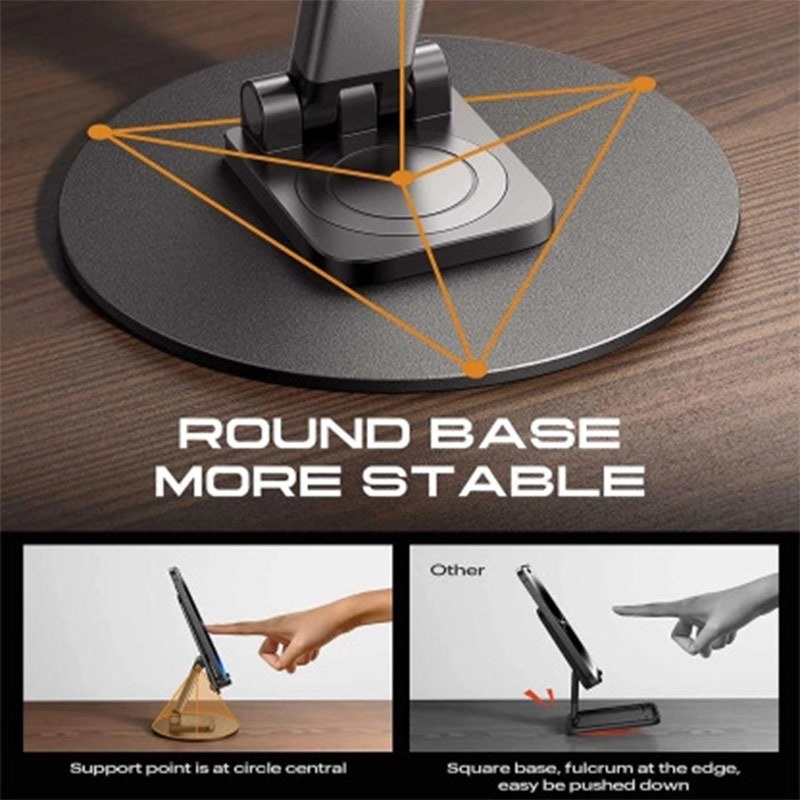 ROUND BASE
MORE STABLE
Other
Support point is at circle central
Square base, fulcrum at the edge,
easy be pushed down